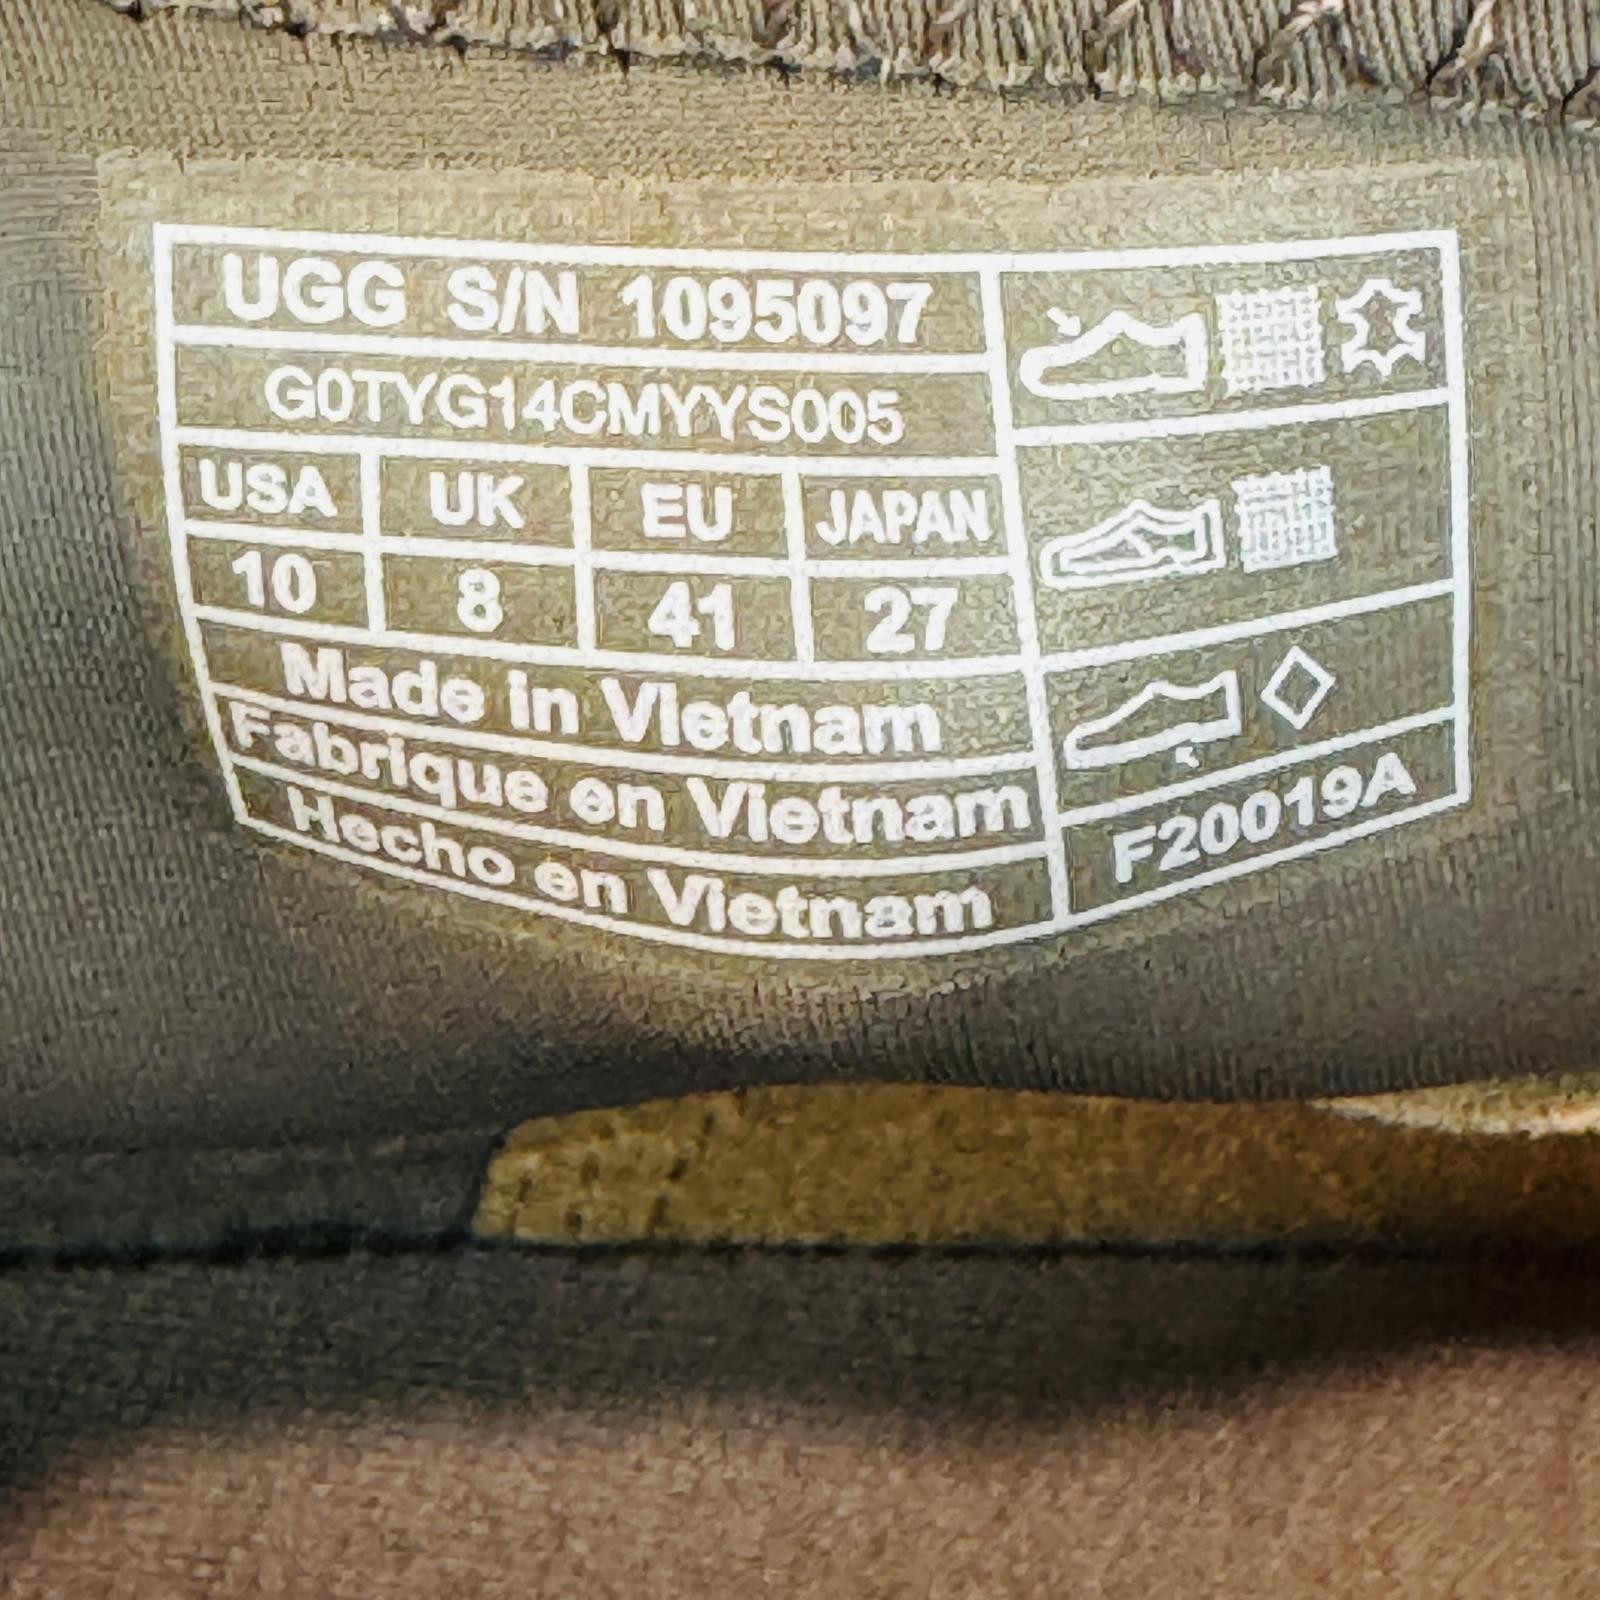 UGG S/N 1095097
G0TYG14CMYYS005
USA UK EU JAPAN
10 8 41 27
Made in Vietnam
Fabrique en Vietnam
Hecho en Vietnam
F20019A